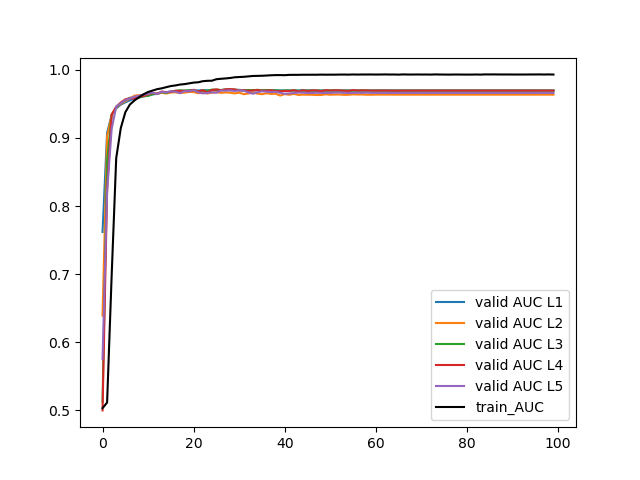 1.0
0.9
0.8
0.7
0.6
0.5
0 20 40 60 80 100
valid AUC L1
valid AUC L2
valid AUC L3
valid AUC L4
valid AUC L5
train_AUC